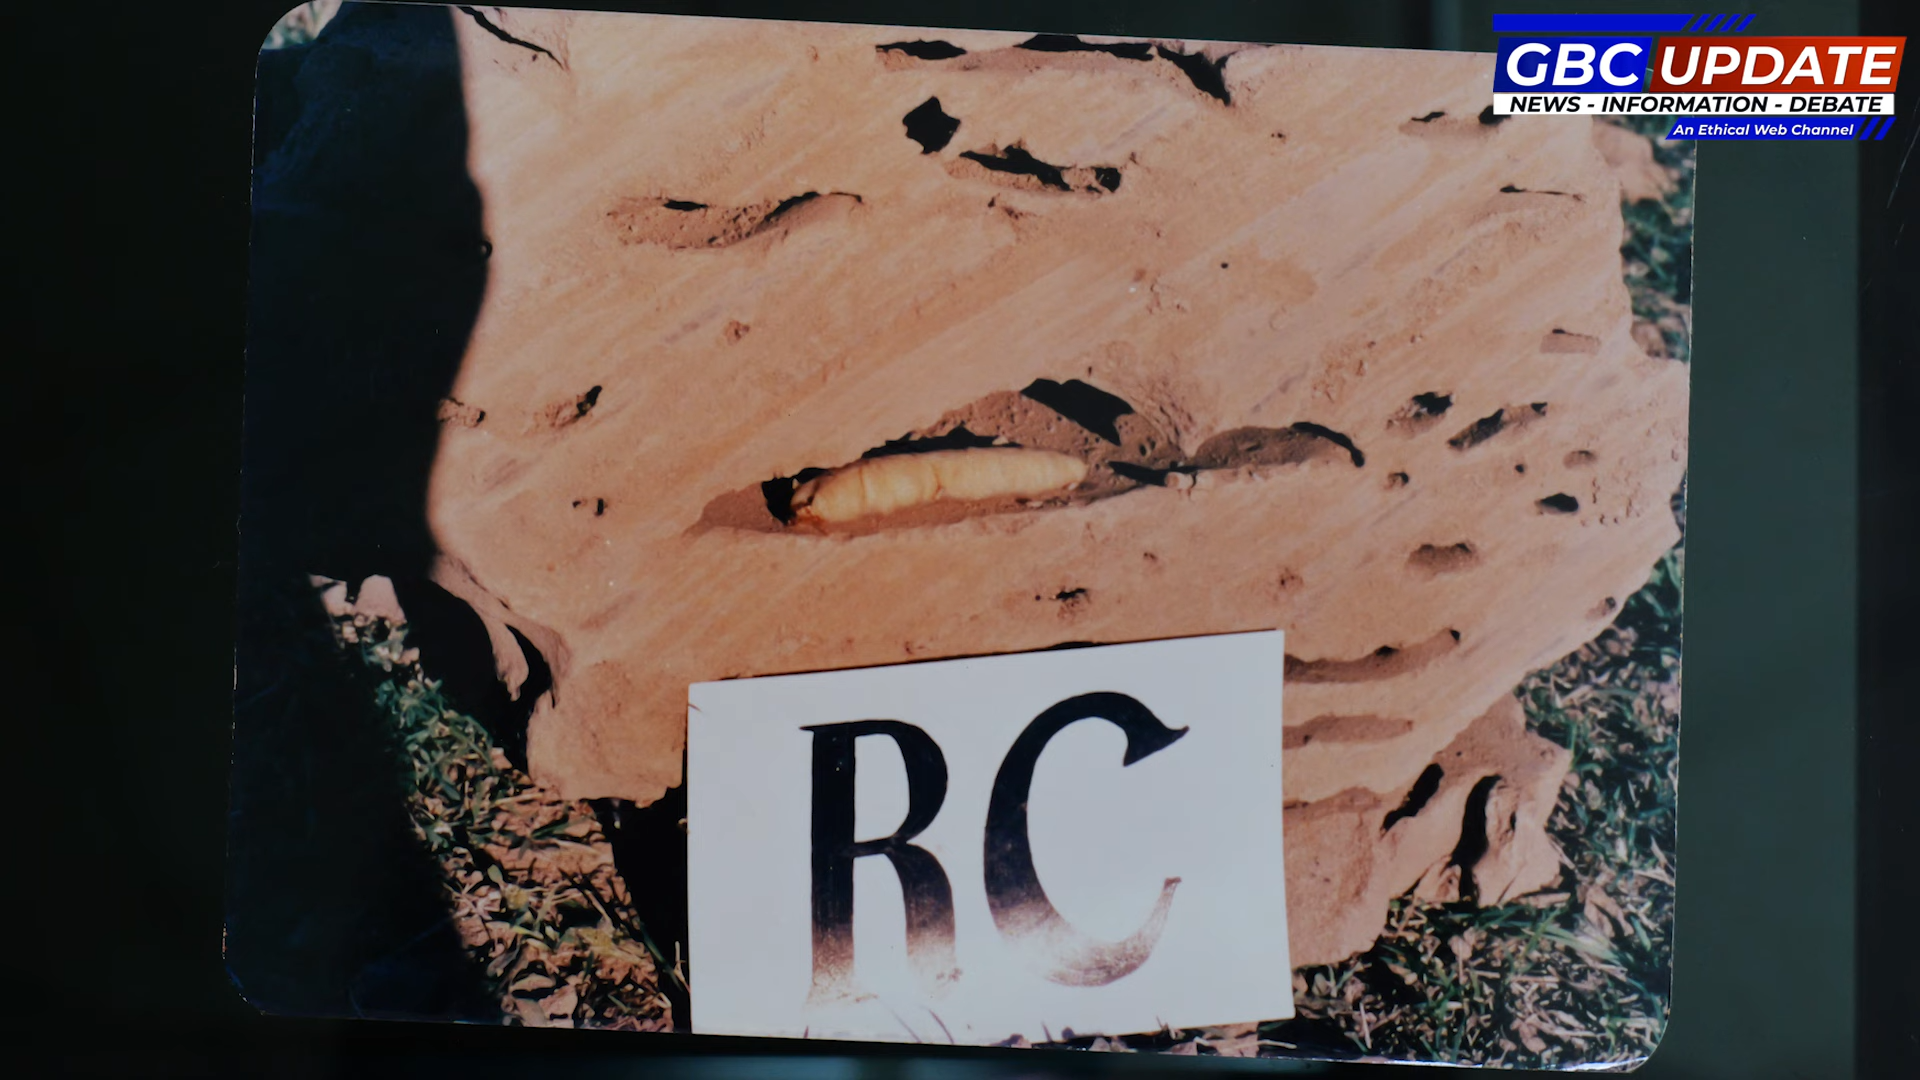 GBC UPDATE
NEWS - INFORMATION - DEBATE
An Ethical Web Channel
RC